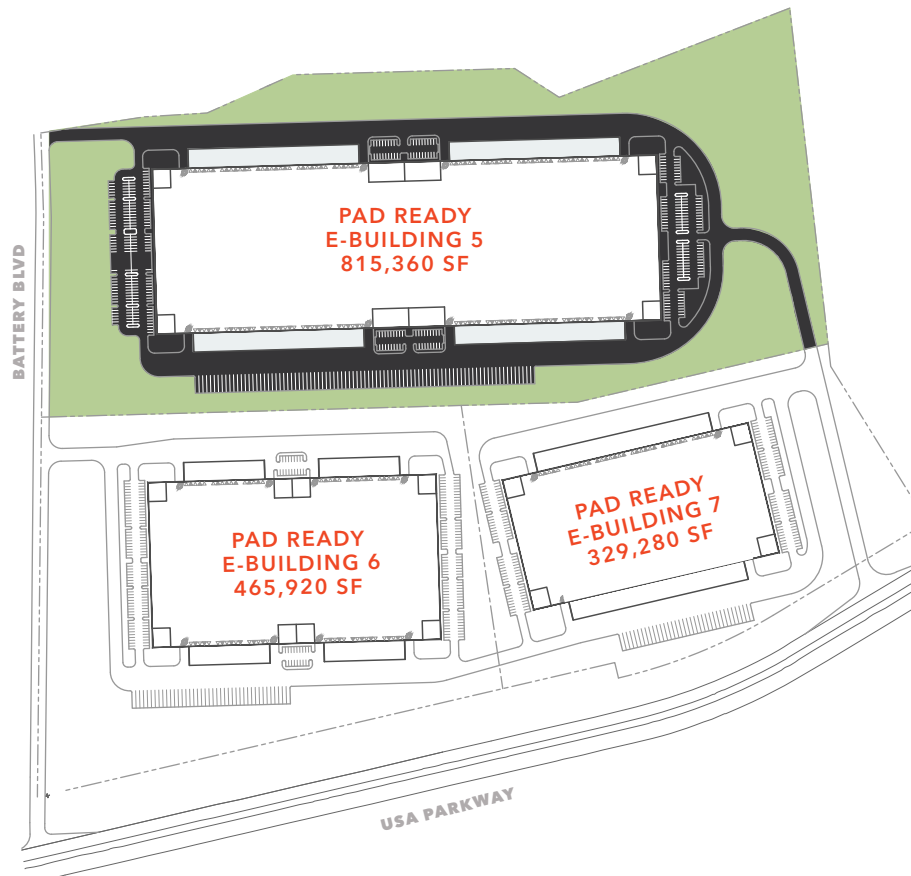 PAD READY
E-BUILDING 5
815,360 SF
BATTERY BLVD
PAD READY
E-BUILDING 6
465,920 SF
PAD READY
E-BUILDING 7
329,280 SF
USA PARKWAY